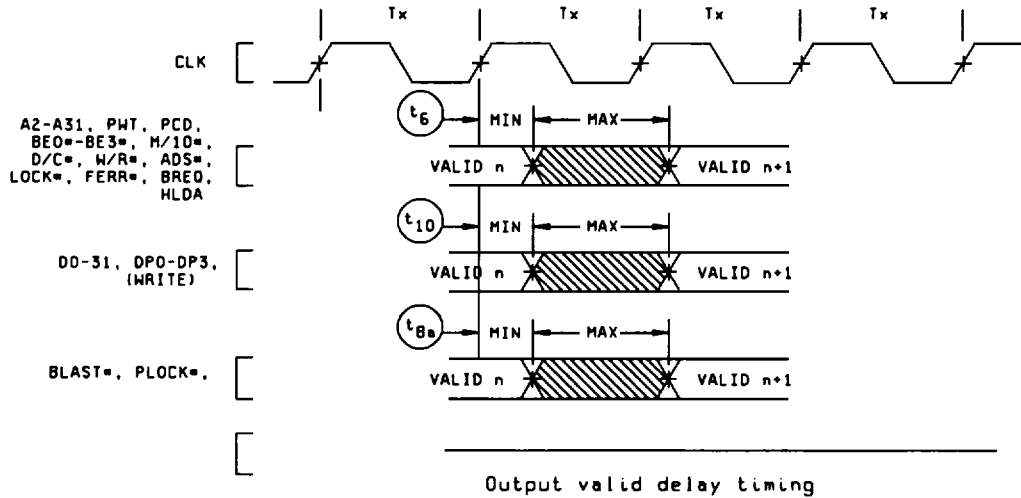 Tx Tx Tx Tx
CLK
t6 MIN MAX
A2-A31, PWT, PCD,
BE0*-BE3*, M/IO*,
D/C*, W/R*, ADS*,
LOCK*, FERR*, BREQ,
HLDA
VALID n VALID n+1
t10 MIN MAX
D0-31, DP0-DP3,
(WRITE)
VALID n VALID n+1
t8a MIN MAX
BLAST*, PLOCK*,
VALID n VALID n+1
Output valid delay timing